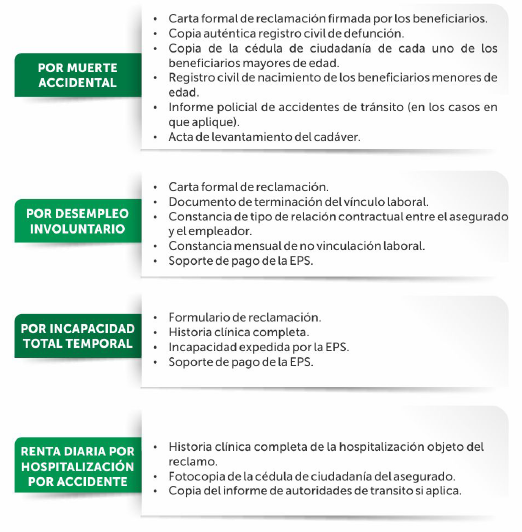 POR MUERTE
ACCIDENTAL
• Carta formal de reclamación firmada por los beneficiarios.
• Copia auténtica registro civil de defunción.
• Copia de la cédula de ciudadanía de cada uno de los
beneficiarios mayores de edad.
• Registro civil de nacimiento de los beneficiarios menores de
edad.
• Informe policial de accidentes de tránsito (en los casos en
que aplique).
• Acta de levantamiento del cadáver.
POR DESEMPLEO
INVOLUNTARIO
• Carta formal de reclamación.
• Documento de terminación del vínculo laboral.
• Constancia de tipo de relación contractual entre el asegurado
y el empleador.
• Constancia mensual de no vinculación laboral.
• Soporte de pago de la EPS.
POR INCAPACIDAD
TOTAL TEMPORAL
• Formulario de reclamación.
• Historia clínica completa.
• Incapacidad expedida por la EPS.
• Soporte de pago de la EPS.
RENTA DIARIA POR
HOSPITALIZACIÓN
POR ACCIDENTE
• Historia clínica completa de la hospitalización objeto del
reclamo.
• Fotocopia de la cédula de ciudadanía del asegurado.
• Copia del informe de autoridades de transito si aplica.